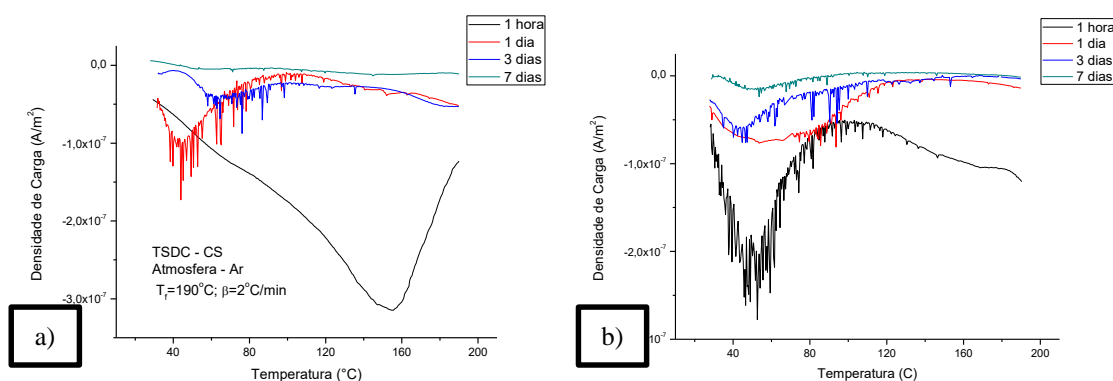 1 hora
1 dia
3 dias
7 dias
0,0
-1,0x10⁻⁷
-2,0x10⁻⁷
-3,0x10⁻⁷
Densidade de Carga (A/m²)
TSDC - CS
Atmosfera - Ar
T_f=190°C; β=2°C/min
40 80 120 160 200
Temperatura (°C)
a)
1 hora
1 dia
3 dias
7 dias
0,0
-1,0x10⁻⁷
-2,0x10⁻⁷
Densidade de Carga (A/m²)
40 80 120 160 200
Temperatura (C)
b)